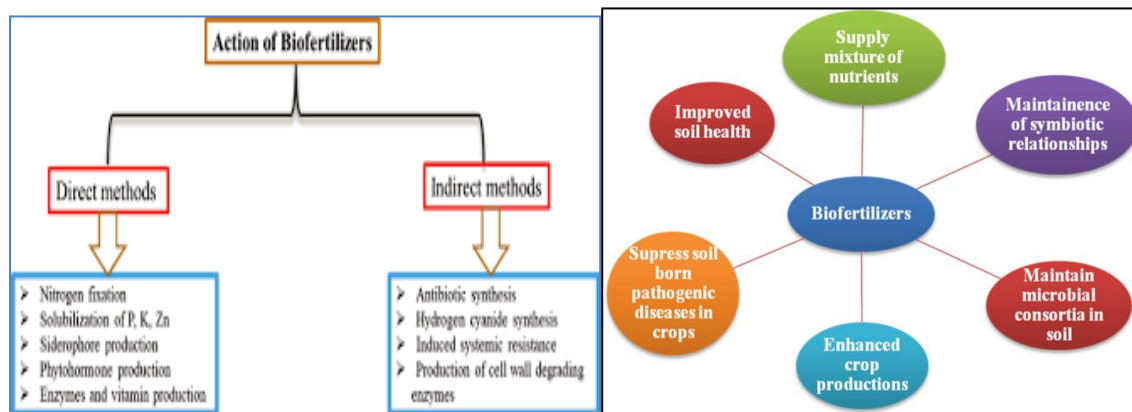 Action of Biofertilizers
Direct methods
Indirect methods
➢ Nitrogen fixation
➢ Solubilization of P, K, Zn
➢ Siderophore production
➢ Phytohormone production
➢ Enzymes and vitamin production
➢ Antibiotic synthesis
➢ Hydrogen cyanide synthesis
➢ Induced systemic resistance
➢ Production of cell wall degrading
enzymes
Supply
mixture of
nutrients
Improved
soil health
Maintainence
of symbiotic
relationships
Biofertilizers
Supress soil
born
pathogenic
diseases in
crops
Maintain
microbial
consortia in
soil
Enhanced
crop
productions